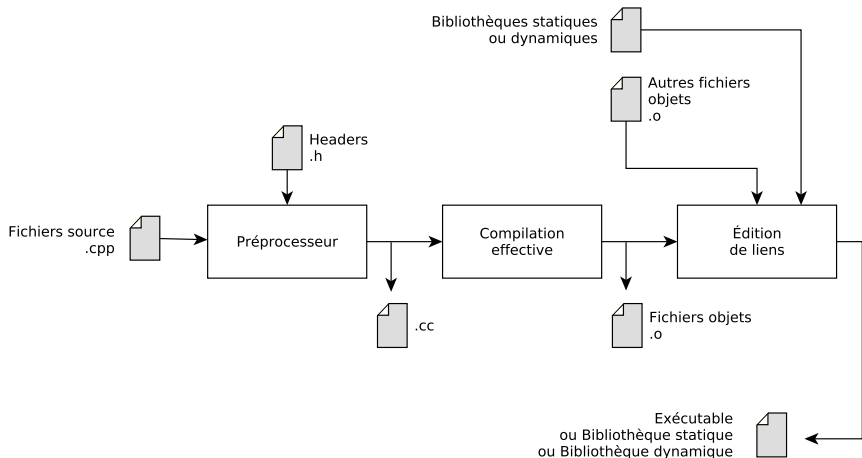 Bibliothèques statiques
ou dynamiques
Autres fichiers
objets
.o
Headers
.h
Fichiers source
.cpp
Préprocesseur
Compilation
effective
Édition
de liens
.cc
Fichiers objets
.o
Exécutable
ou Bibliothèque statique
ou Bibliothèque dynamique